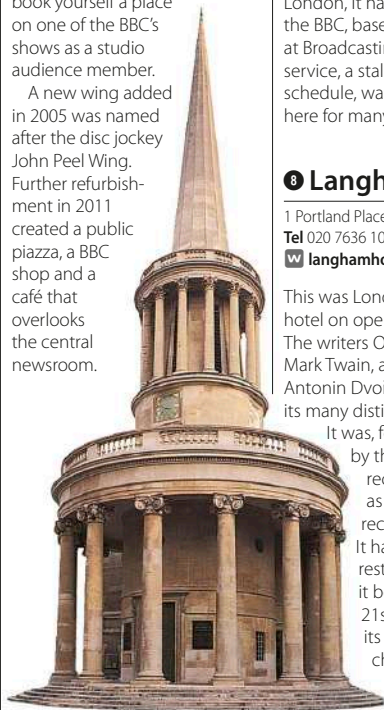 book yourself a place
on one of the BBC's
shows as a studio
audience member.
A new wing added
in 2005 was named
after the disc jockey
John Peel Wing.
Further refurbish-
ment in 2011
created a public
piazza, a BBC
shop and a
café that
overlooks
the central
newsroom.
London, it ha
the BBC, base
at Broadcastin
service, a stal
schedule, wa
here for many
8 Langh
1 Portland Place
Tel 020 7636 10
W langhamho
This was Lond
hotel on ope
The writers O
Mark Twain, a
Antonin Dvoř
its many disti
It was, f
by th
rec
as
rec
It ha
rest
it b
21s
its
ch